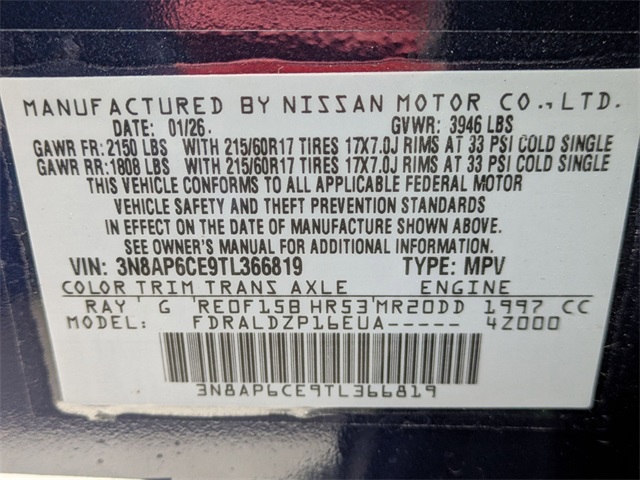 MANUFACTURED BY NISSAN MOTOR CO., LTD.
DATE: 01/26. GVWR: 3946 LBS
GAWR FR: 2150 LBS WITH 215/60R17 TIRES 17X7.0J RIMS AT 33 PSI COLD SINGLE
GAWR RR: 1808 LBS WITH 215/60R17 TIRES 17X7.0J RIMS AT 33 PSI COLD SINGLE
THIS VEHICLE CONFORMS TO ALL APPLICABLE FEDERAL MOTOR
VEHICLE SAFETY AND THEFT PREVENTION STANDARDS
IN EFFECT ON THE DATE OF MANUFACTURE SHOWN ABOVE.
SEE OWNER'S MANUAL FOR ADDITIONAL INFORMATION.
VIN: 3N8AP6CE9TL366819 TYPE: MPV
COLOR TRIM TRANS AXLE ENGINE
RAY G RE0F15B HR53 MR20DD 1997 CC
MODEL: FDRALDZP16EUA----- 4Z000
3N8AP6CE9TL366819